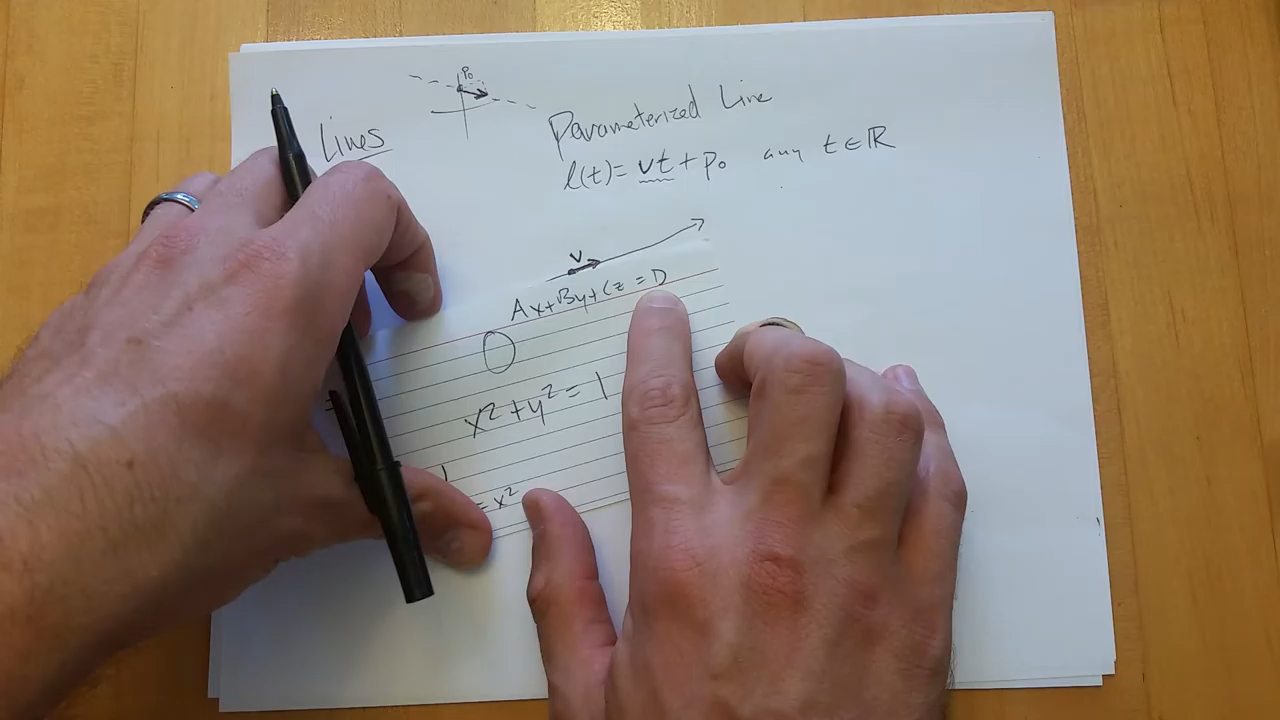 P₀
Lines
Parameterized Line
l(t) = vt + p₀ any t ∈ ℝ
v
Ax+By+Cz = D
x² + y² = 1
= x²